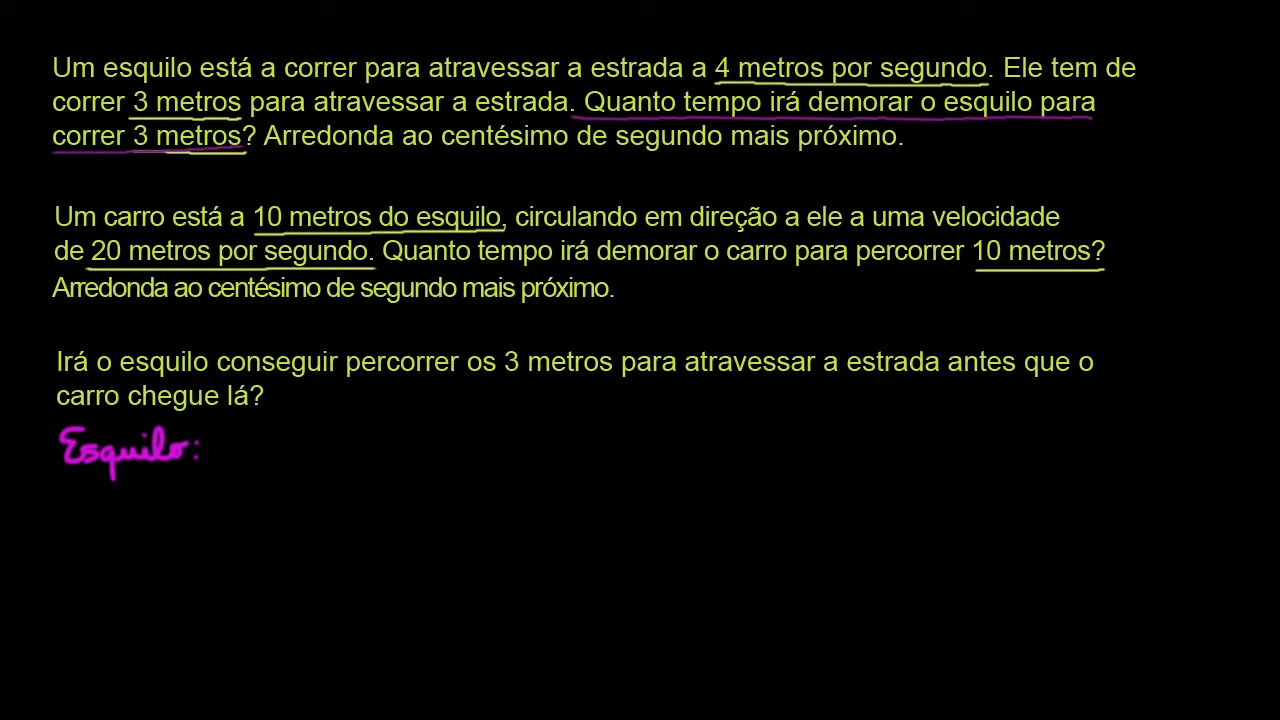 Um esquilo está a correr para atravessar a estrada a 4 metros por segundo. Ele tem de
correr 3 metros para atravessar a estrada. Quanto tempo irá demorar o esquilo para
correr 3 metros? Arredonda ao centésimo de segundo mais próximo.
Um carro está a 10 metros do esquilo, circulando em direção a ele a uma velocidade
de 20 metros por segundo. Quanto tempo irá demorar o carro para percorrer 10 metros?
Arredonda ao centésimo de segundo mais próximo.
Irá o esquilo conseguir percorrer os 3 metros para atravessar a estrada antes que o
carro chegue lá?
Esquilo: